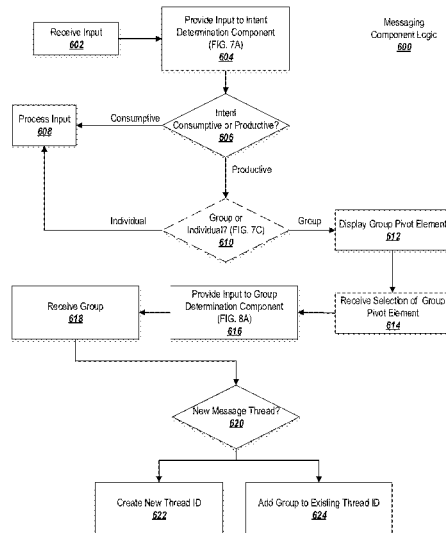 Receive Input
602
Provide Input to Intent
Determination Component
(FIG. 7A)
604
Messaging
Component Logic
600
Intent
Consumptive or Productive?
606
Consumptive
Process Input
608
Productive
Group or
Individual? (FIG. 7C)
610
Individual
Group
Display Group Pivot Element
612
Receive Selection of Group
Pivot Element
614
Provide Input to Group
Determination Component
(FIG. 8A)
616
Receive Group
618
New Message Thread?
620
Create New Thread ID
622
Add Group to Existing Thread ID
624